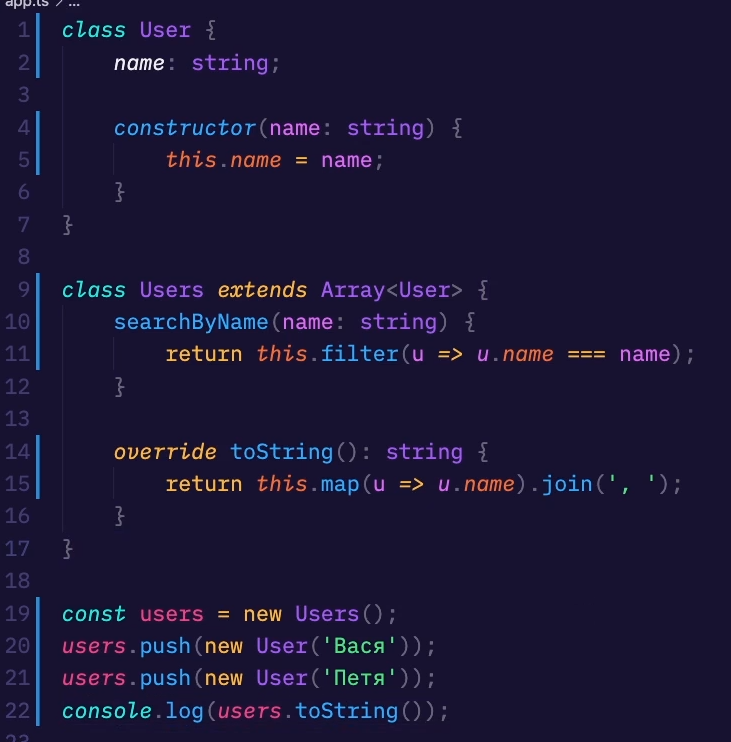 app.ts > ...
1 class User {
2     name: string;
3
4     constructor(name: string) {
5         this.name = name;
6     }
7 }
8
9 class Users extends Array<User> {
10     searchByName(name: string) {
11         return this.filter(u => u.name === name);
12     }
13
14     override toString(): string {
15         return this.map(u => u.name).join(', ');
16     }
17 }
18
19 const users = new Users();
20 users.push(new User('Вася'));
21 users.push(new User('Петя'));
22 console.log(users.toString());
23